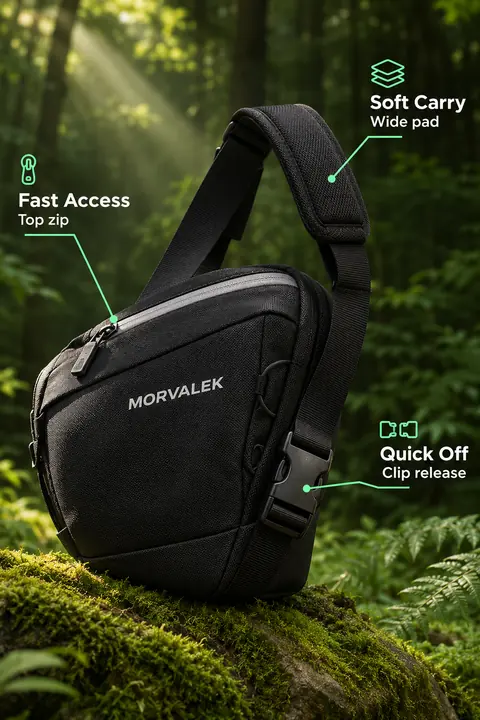 Soft Carry
Wide pad
Fast Access
Top zip
MORVALEK
Quick Off
Clip release